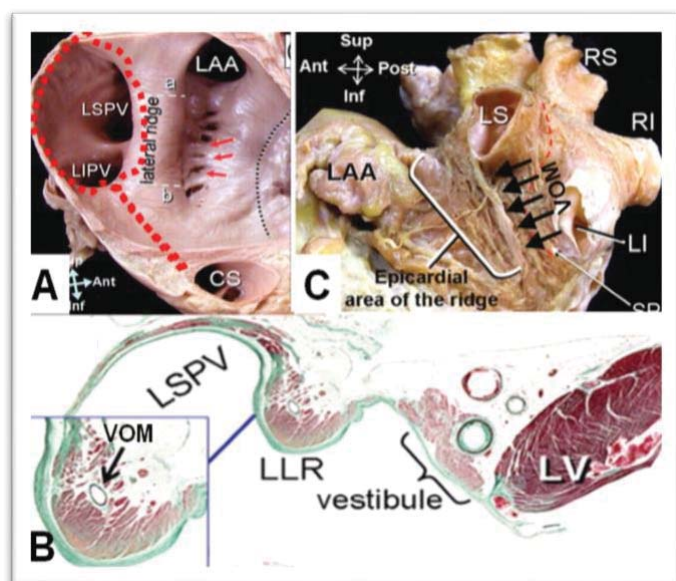 LAA
LSPV
a
lateral ridge
LIPV
b
CS
A
Ant
Inf
Sup
Ant
Post
Inf
RS
LS
RI
LAA
VOM
LI
C
Epicardial
area of the ridge
LSPV
VOM
LLR
vestibule
LV
B